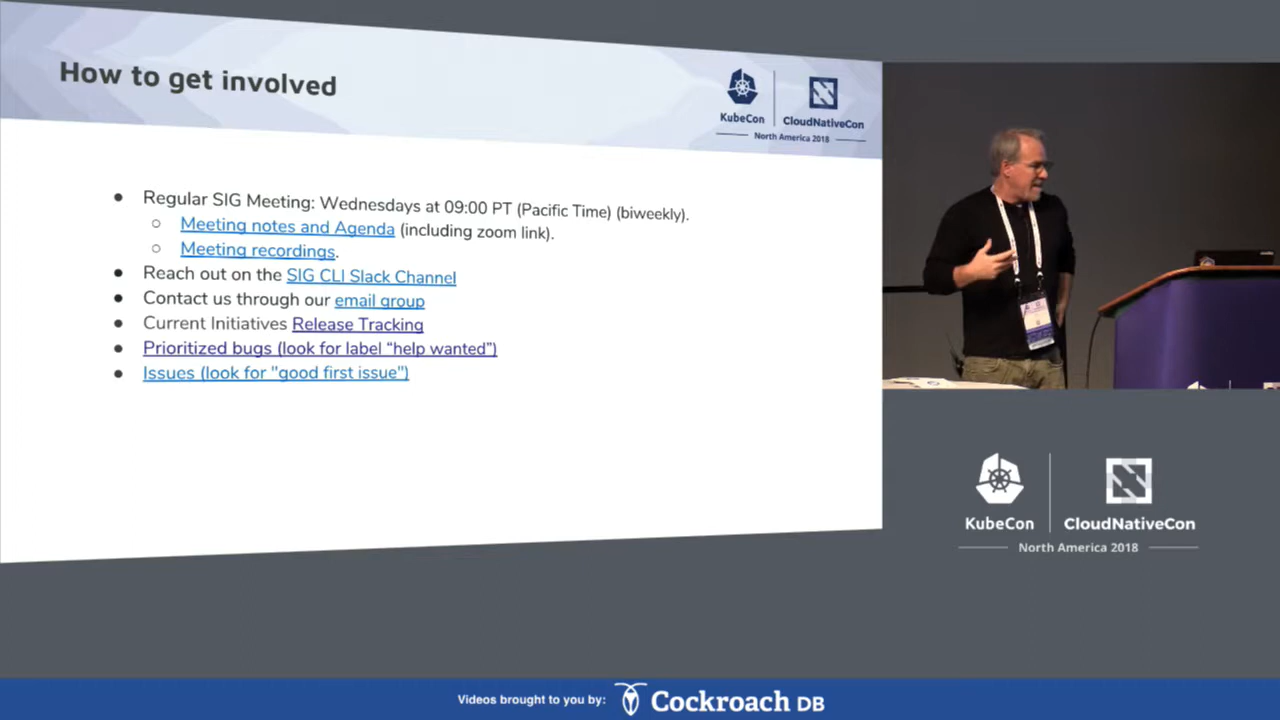 How to get involved
KubeCon
CloudNativeCon
North America 2018
Regular SIG Meeting: Wednesdays at 09:00 PT (Pacific Time) (biweekly).
Meeting notes and Agenda (including zoom link).
Meeting recordings.
Reach out on the SIG CLI Slack Channel
Contact us through our email group
Current Initiatives Release Tracking
Prioritized bugs (look for label “help wanted”)
Issues (look for "good first issue")
KubeCon
CloudNativeCon
North America 2018
Videos brought to you by:
Cockroach DB